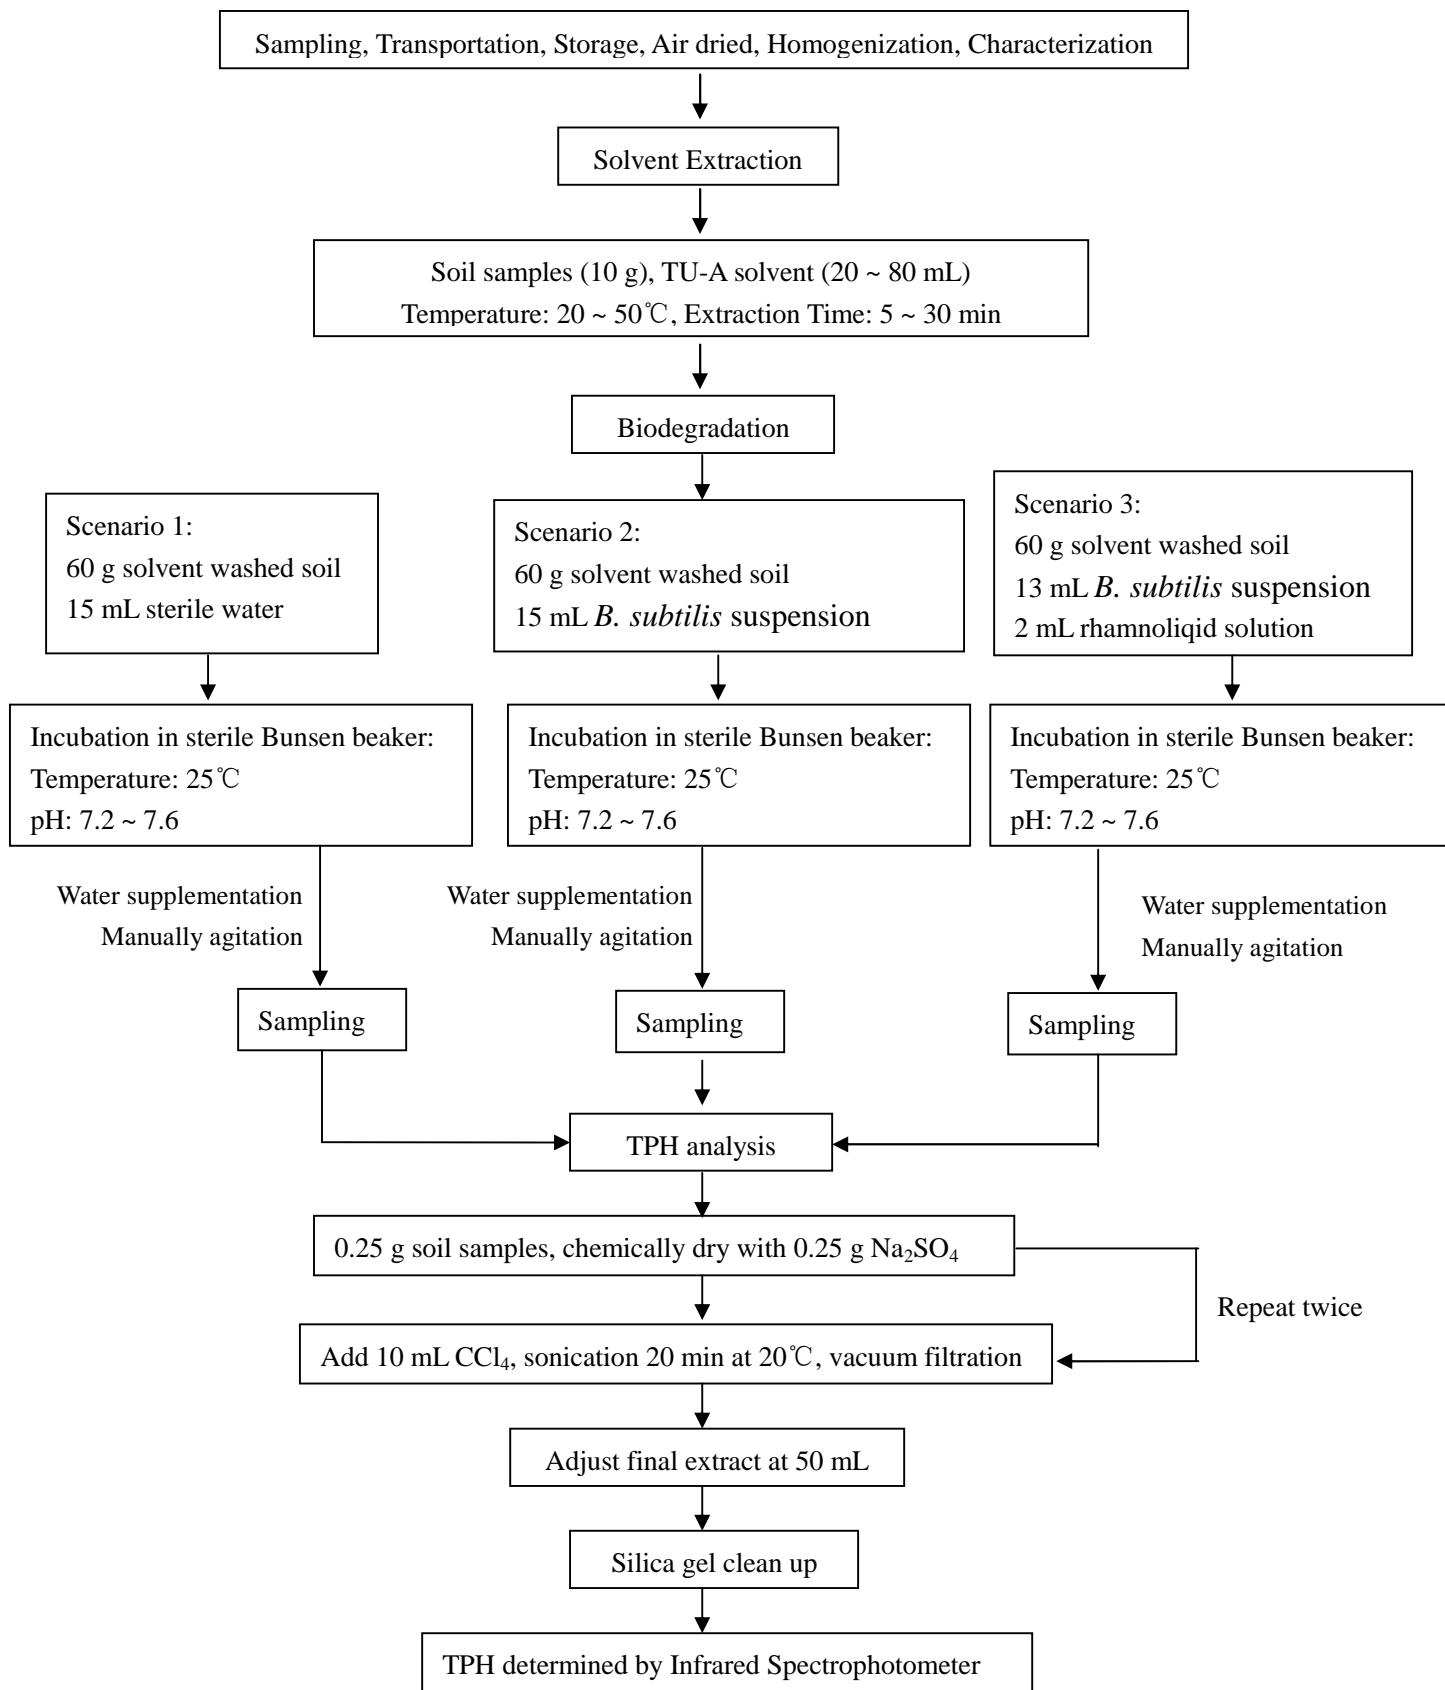 Sampling, Transportation, Storage, Air dried, Homogenization, Characterization
Solvent Extraction
Soil samples (10 g), TU-A solvent (20 ~ 80 mL)
Temperature: 20 ~ 50℃, Extraction Time: 5 ~ 30 min
Biodegradation
Scenario 1:
60 g solvent washed soil
15 mL sterile water
Scenario 2:
60 g solvent washed soil
15 mL B. subtilis suspension
Scenario 3:
60 g solvent washed soil
13 mL B. subtilis suspension
2 mL rhamnoliqid solution
Incubation in sterile Bunsen beaker:
Temperature: 25℃
pH: 7.2 ~ 7.6
Incubation in sterile Bunsen beaker:
Temperature: 25℃
pH: 7.2 ~ 7.6
Incubation in sterile Bunsen beaker:
Temperature: 25℃
pH: 7.2 ~ 7.6
Water supplementation
Manually agitation
Water supplementation
Manually agitation
Water supplementation
Manually agitation
Sampling
Sampling
Sampling
TPH analysis
0.25 g soil samples, chemically dry with 0.25 g Na₂SO₄
Repeat twice
Add 10 mL CCl₄, sonication 20 min at 20℃, vacuum filtration
Adjust final extract at 50 mL
Silica gel clean up
TPH determined by Infrared Spectrophotometer